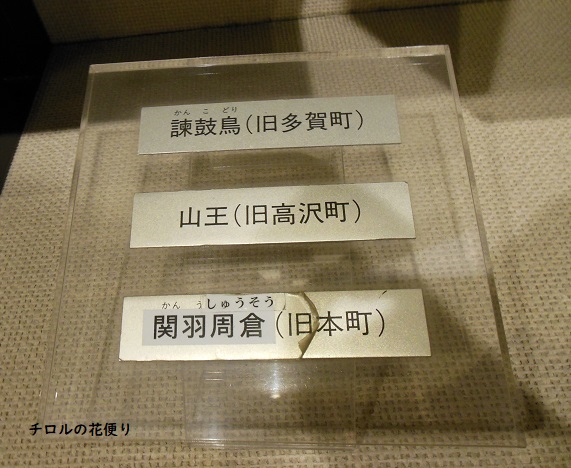 かんこどり
諫鼓鳥(旧多賀町)
山王(旧高沢町)
かんうしゅうそう
関羽周倉(旧本町)
チロルの花便り